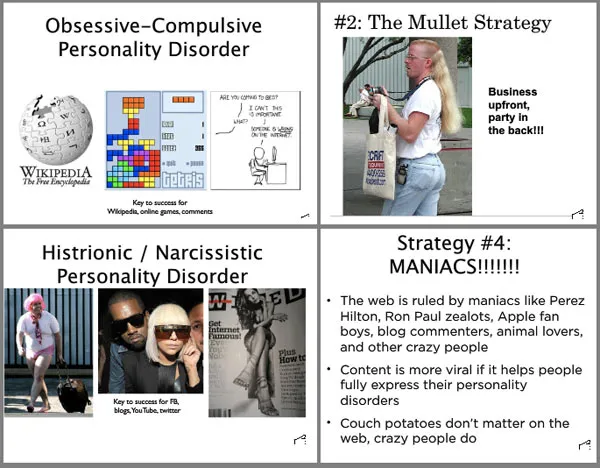 Obsessive-Compulsive
Personality Disorder
WIKIPEDIA
The Free Encyclopedia
quit
pause
tetris
ARE YOU COMING TO BED?
I CAN'T. THIS
IS IMPORTANT.
WHAT?
SOMEONE IS WRONG
ON THE INTERNET.
Key to success for
Wikipedia, online games, comments
#2: The Mullet Strategy
Business
upfront,
party in
the back!!!
Histrionic / Narcissistic
Personality Disorder
WIRED
Get
Internet
Famous!
Plus
How to
Key to success for FB,
blogs, YouTube, twitter
Strategy #4:
MANIACS!!!!!!!
• The web is ruled by maniacs like Perez
Hilton, Ron Paul zealots, Apple fan
boys, blog commenters, animal lovers,
and other crazy people
• Content is more viral if it helps people
fully express their personality
disorders
• Couch potatoes don't matter on the
web, crazy people do